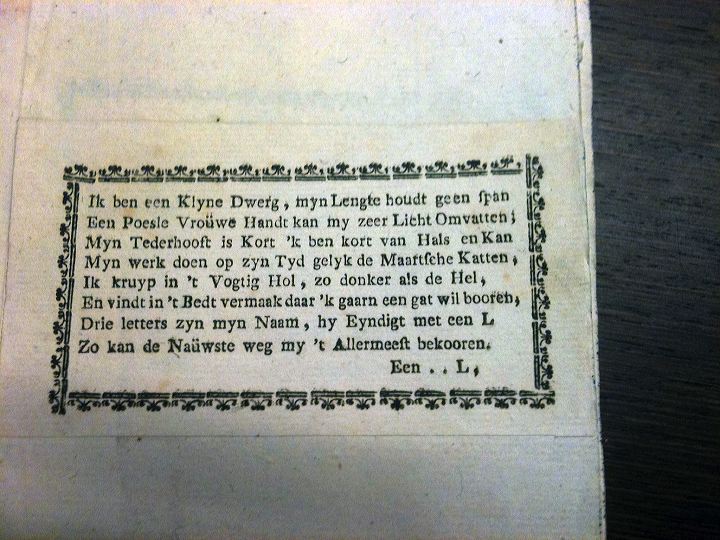 Ik ben een Klyne Dwerg, myn Lengte houdt geen ſpan
Een Poesle Vroüwe Handt kan my zeer Licht Omvatten;
Myn Tederhooft is Kort 'k ben kort van Hals en Kan
Myn werk doen op zyn Tyd gelyk de Maartſche Katten,
Ik kruyp in 't Vogtig Hol, zo donker als de Hel,
En vindt in 't Bedt vermaak daar 'k gaarn een gat wil booren,
Drie letters zyn myn Naam, hy Eyndigt met een L
Zo kan de Naüwste weg my 't Allermeeſt bekooren.
Een . . L,